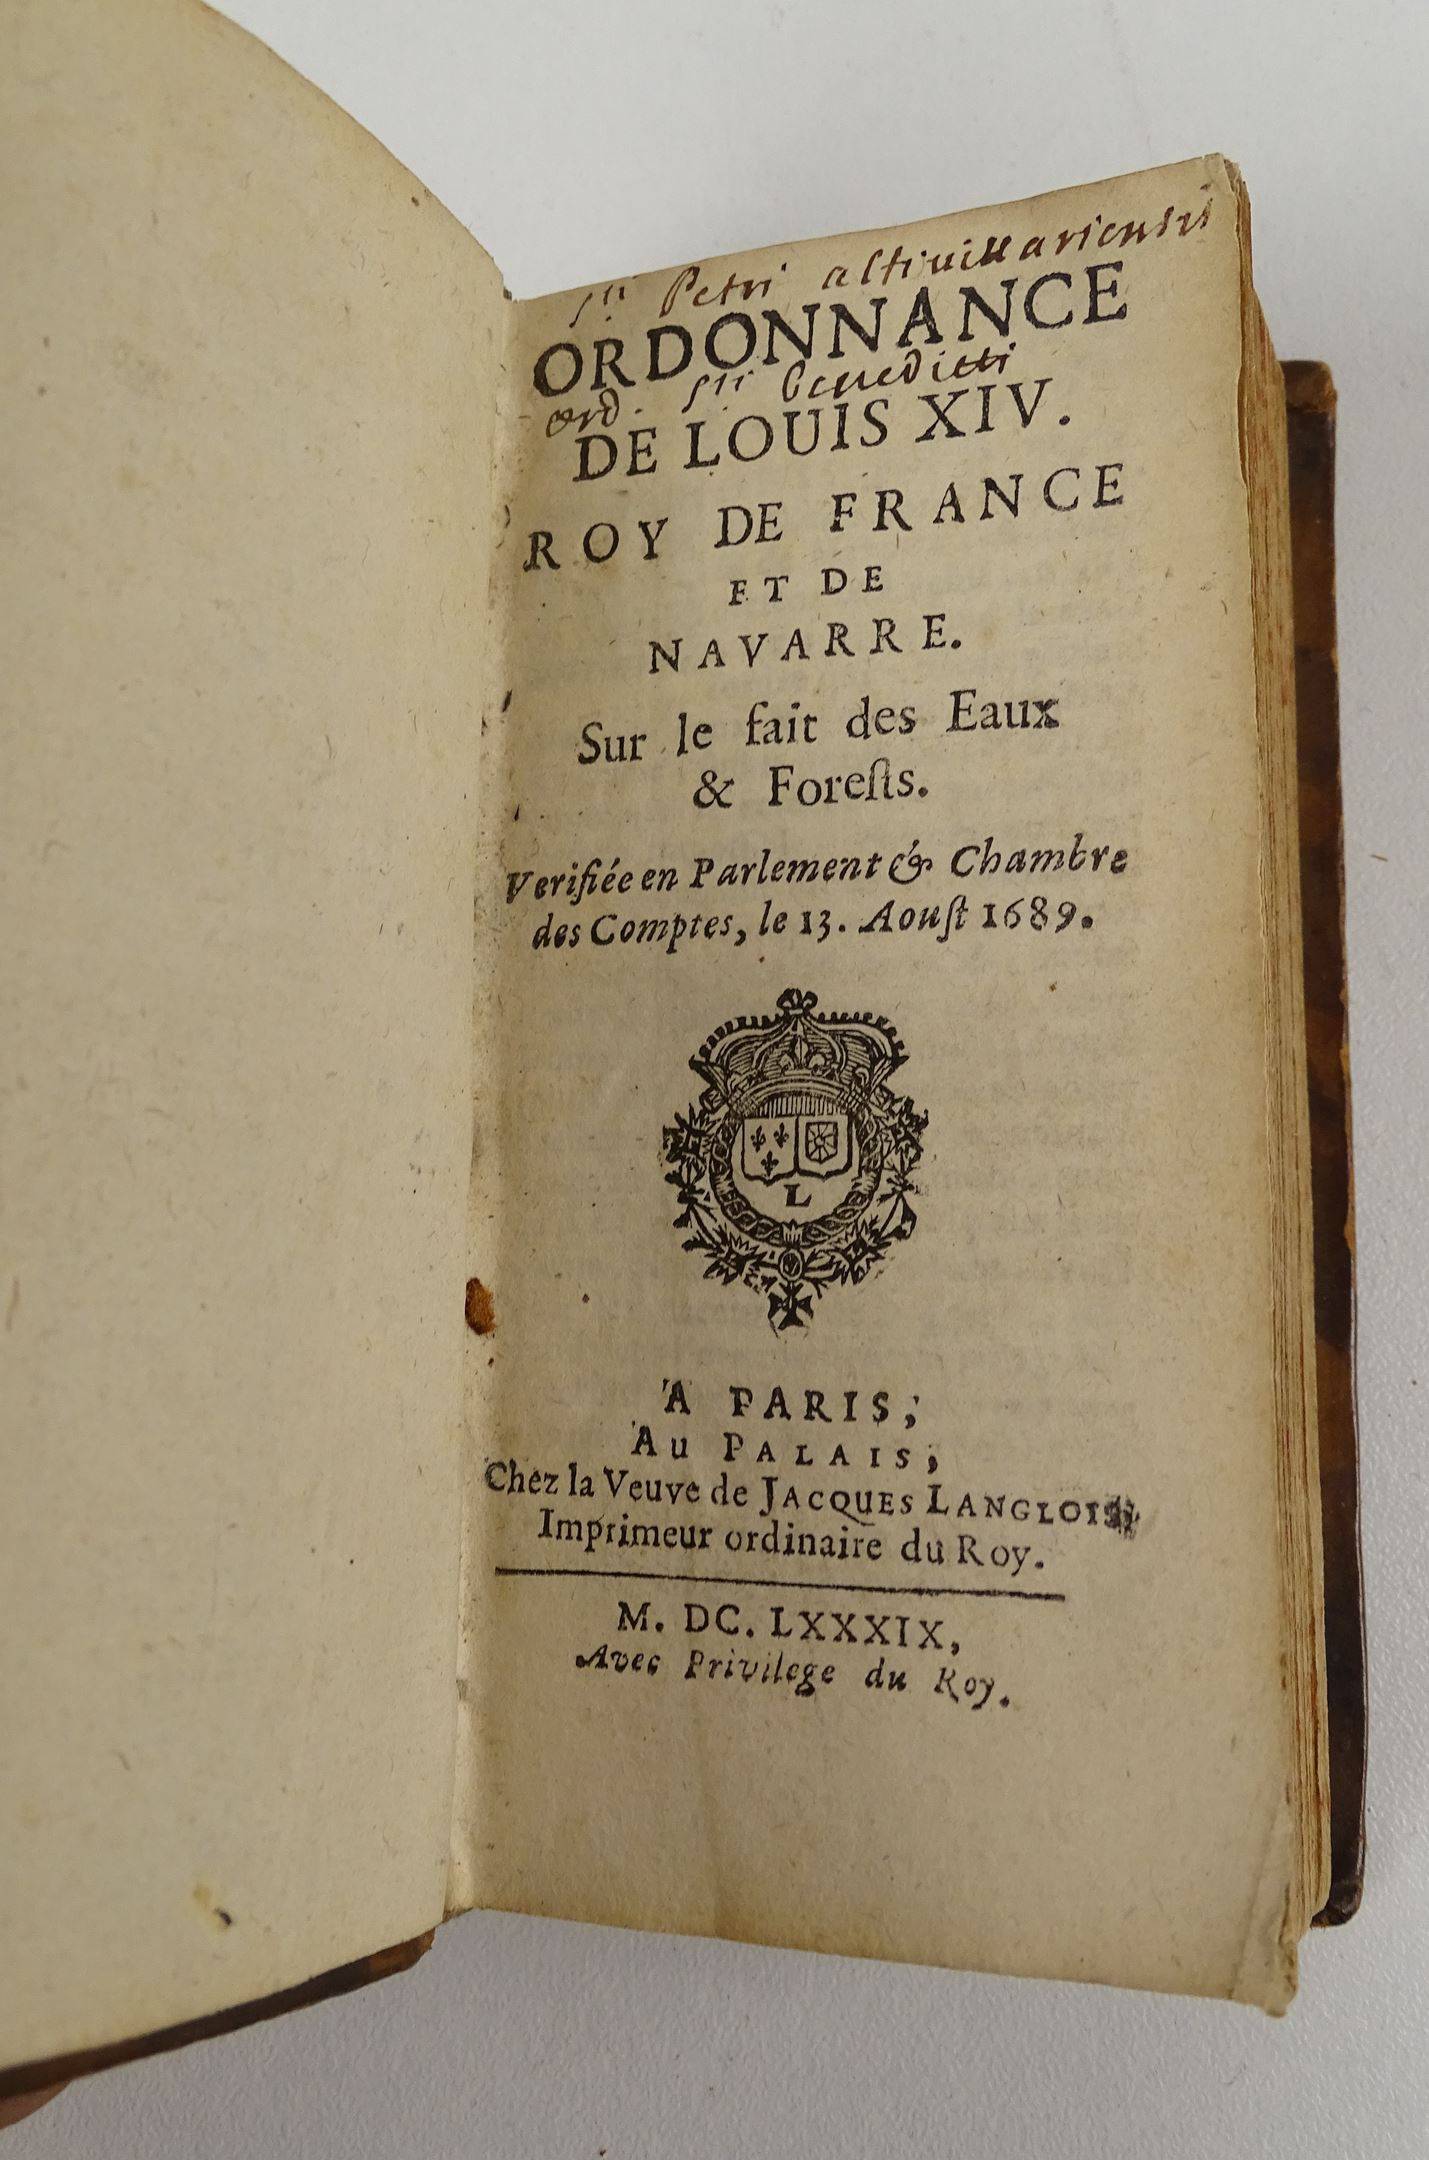 Sti Petri altivillariensis
ORDONNANCE
ord. Sti Benedicti
DE LOUIS XIV.
ROY DE FRANCE
ET DE
NAVARRE.
Sur le fait des Eaux
& Foreſts.
Verifiée en Parlement & Chambre
des Comptes, le 13. Aouſt 1689.
L
A PARIS,
AU PALAIS,
Chez la Veuve de JACQUES LANGLOIS,
Imprimeur ordinaire du Roy.
M. DC. LXXXIX,
Avec Privilege du Roy.